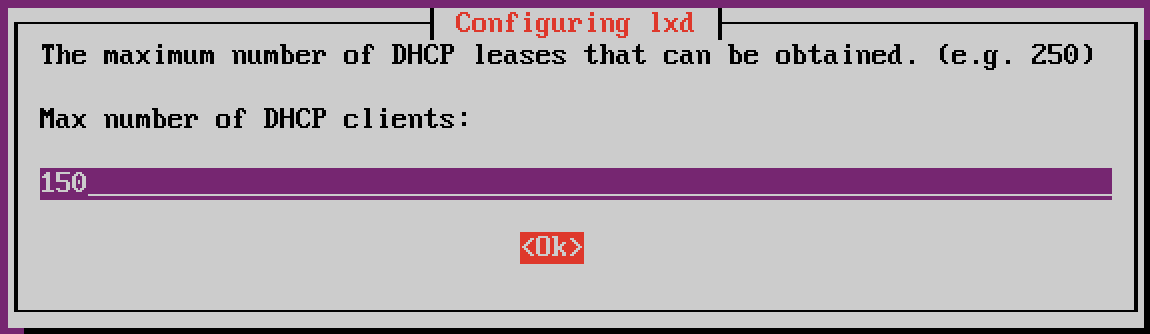 Configuring lxd
The maximum number of DHCP leases that can be obtained. (e.g. 250)
Max number of DHCP clients:
150
<Ok>